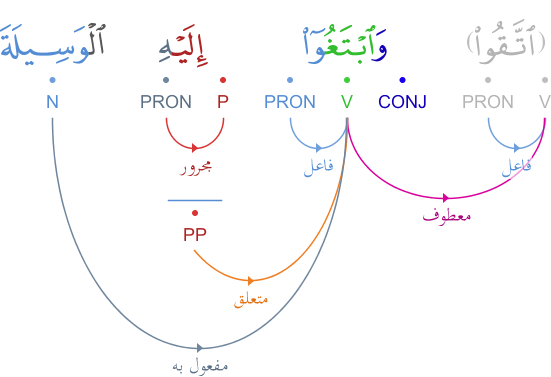 (ٱتَّقُوا۟) وَٱبْتَغُوٓا۟ إِلَيْهِ ٱلْوَسِيلَةَ
V PRON CONJ V PRON P PRON N
فاعل فاعل مجرور
PP
معطوف
متعلق
مفعول به